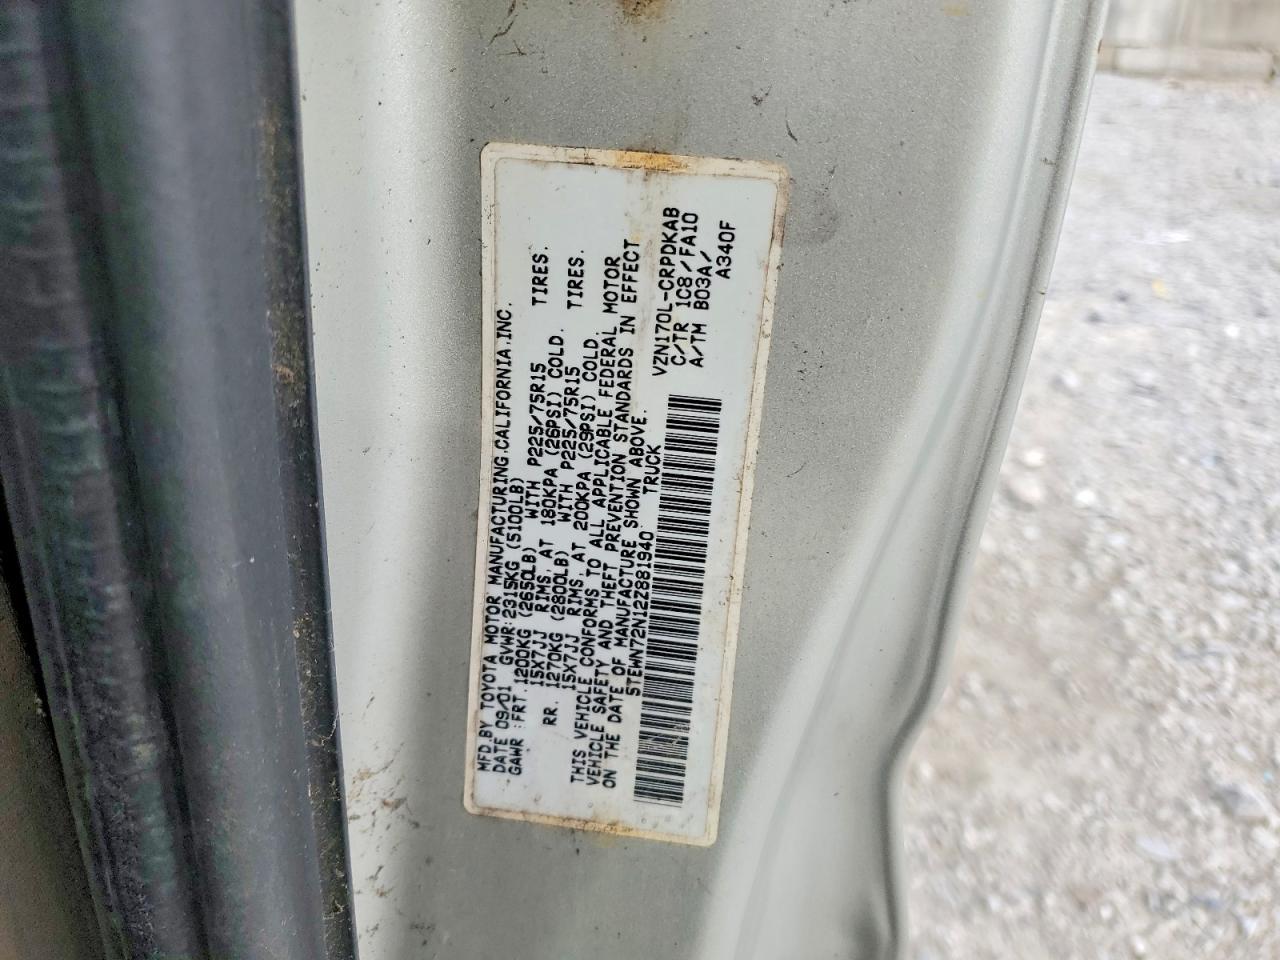 MFD.BY TOYOTA MOTOR MANUFACTURING.CALIFORNIA,INC.
DATE 09/01 GVWR:2315KG (5100LB)
GAWR:FRT.1200KG (2650LB) WITH P225/75R15 TIRES.
15X7JJ RIMS, AT 180KPA (26PSI) COLD.
RR. 1270KG (2800LB) WITH P225/75R15 TIRES.
15X7JJ RIMS, AT 200KPA (29PSI) COLD.
THIS VEHICLE CONFORMS TO ALL APPLICABLE FEDERAL MOTOR
VEHICLE SAFETY AND THEFT PREVENTION STANDARDS IN EFFECT
ON THE DATE OF MANUFACTURE SHOWN ABOVE.
5TEWN72N12Z881940 TRUCK
VZN170L-CRPDKAB
C/TR 1C8/FA10
A/TM B03A/
A340F